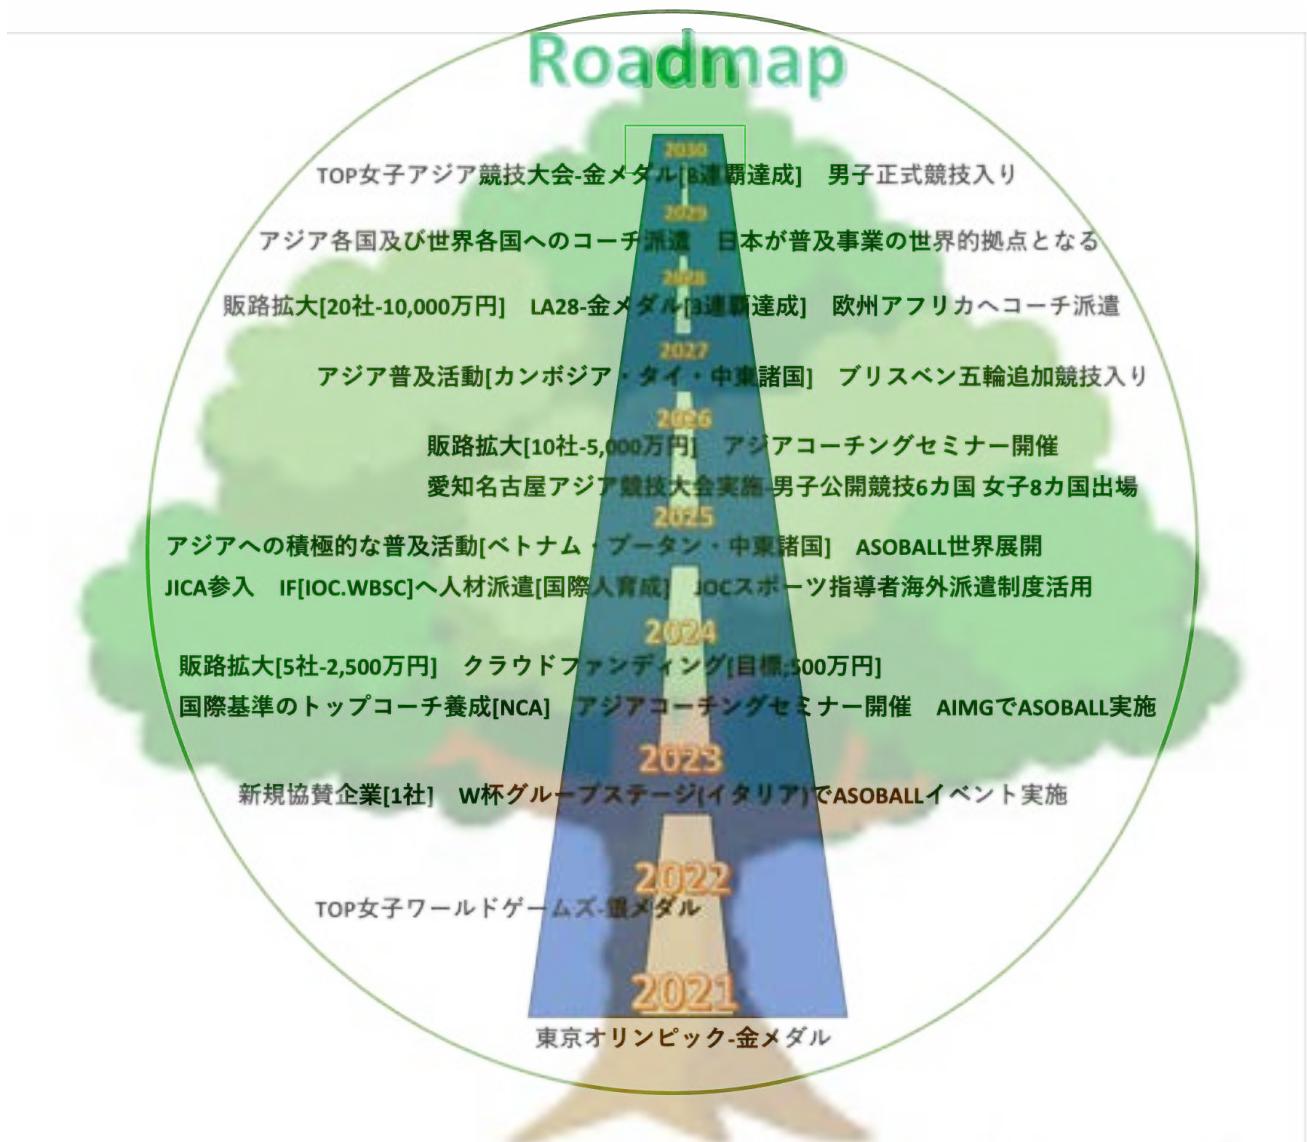 Roadmap
2030
TOP女子アジア競技大会-金メダル[8連覇達成]　男子正式競技入り
2029
アジア各国及び世界各国へのコーチ派遣　日本が普及事業の世界的拠点となる
2028
販路拡大[20社-10,000万円]　LA28-金メダル[3連覇達成]　欧州アフリカへコーチ派遣
2027
アジア普及活動[カンボジア・タイ・中東諸国]　ブリスベン五輪追加競技入り
2026
販路拡大[10社-5,000万円]　アジアコーチングセミナー開催
愛知名古屋アジア競技大会実施-男子公開競技6カ国 女子8カ国出場
2025
アジアへの積極的な普及活動[ベトナム・ブータン・中東諸国]　ASOBALL世界展開
JICA参入　IF[IOC.WBSC]へ人材派遣[国際人育成]　JOCスポーツ指導者海外派遣制度活用
2024
販路拡大[5社-2,500万円]　クラウドファンディング[目標;500万円]
国際基準のトップコーチ養成[NCA]　アジアコーチングセミナー開催　AIMGでASOBALL実施
2023
新規協賛企業[1社]　W杯グループステージ(イタリア)でASOBALLイベント実施
2022
TOP女子ワールドゲームズ-銀メダル
2021
東京オリンピック-金メダル